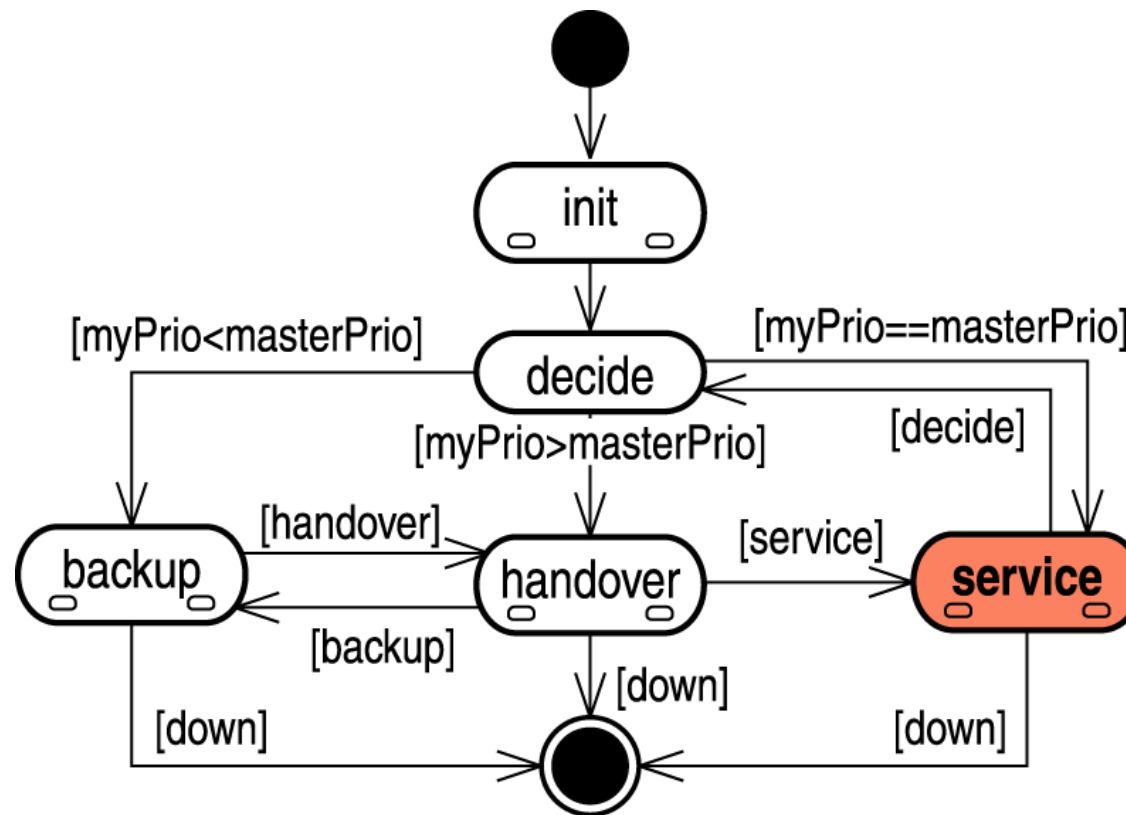 init
[myPrio<masterPrio]
[myPrio==masterPrio]
decide
[decide]
[myPrio>masterPrio]
[handover]
[service]
backup
handover
service
[backup]
[down]
[down]
[down]